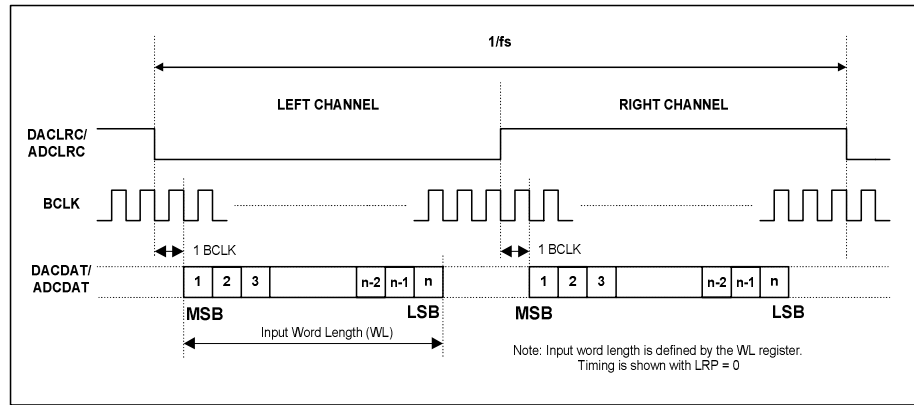 1/fs
LEFT CHANNEL
RIGHT CHANNEL
DACLRC/
ADCLRC
BCLK
1 BCLK
1 BCLK
DACDAT/
ADCDAT
1 2 3 n-2 n-1 n
1 2 3 n-2 n-1 n
MSB
LSB
MSB
LSB
Input Word Length (WL)
Note: Input word length is defined by the WL register.
Timing is shown with LRP = 0